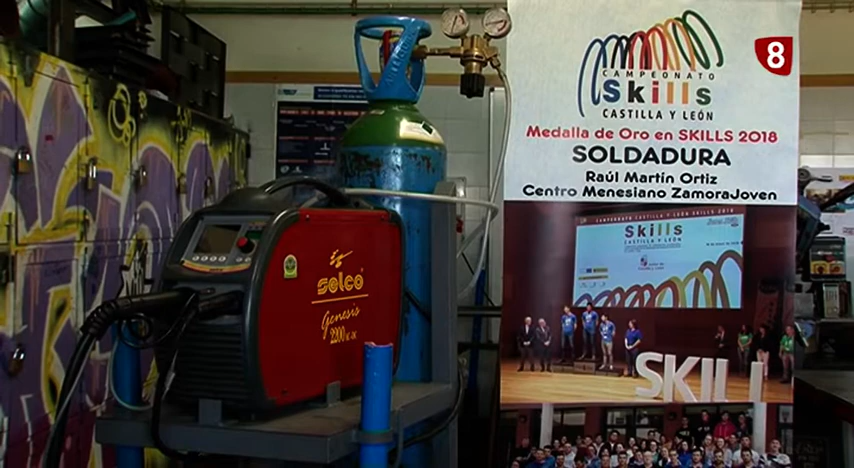 8
CAMPEONATO
Skills
CASTILLA Y LEÓN
Medalla de Oro en SKILLS 2018
SOLDADURA
Raúl Martín Ortiz
Centro Menesiano ZamoraJoven
CAMPEONATO CASTILLA Y LEÓN SKILLS 2018
Skills
CASTILLA Y LEÓN
SKILL
selco
Genesis
2200